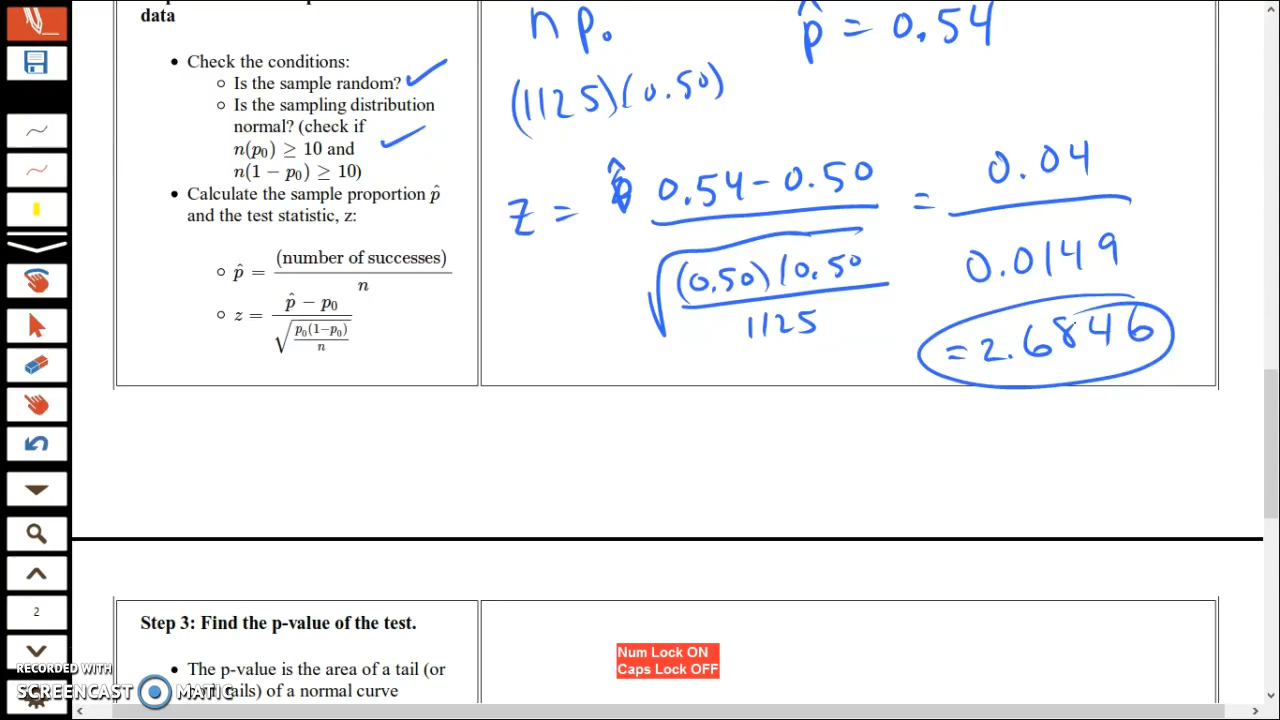 data
n p₀
p̂ = 0.54
• Check the conditions:
○ Is the sample random?
○ Is the sampling distribution
normal? (check if
n(p₀) ≥ 10 and
n(1 − p₀) ≥ 10)
• Calculate the sample proportion p̂
and the test statistic, z:
○ p̂ = (number of successes)
n
○ z = p̂ − p₀
√ p₀(1−p₀)
n
(1125)(0.50)
z = 0.54 − 0.50
√ (0.50)(0.50
1125
= 0.04
0.0149
= 2.6846
2
Step 3: Find the p-value of the test.
• The p-value is the area of a tail (or
tails) of a normal curve
Num Lock ON
Caps Lock OFF
RECORDED WITH
SCREENCAST MATIC